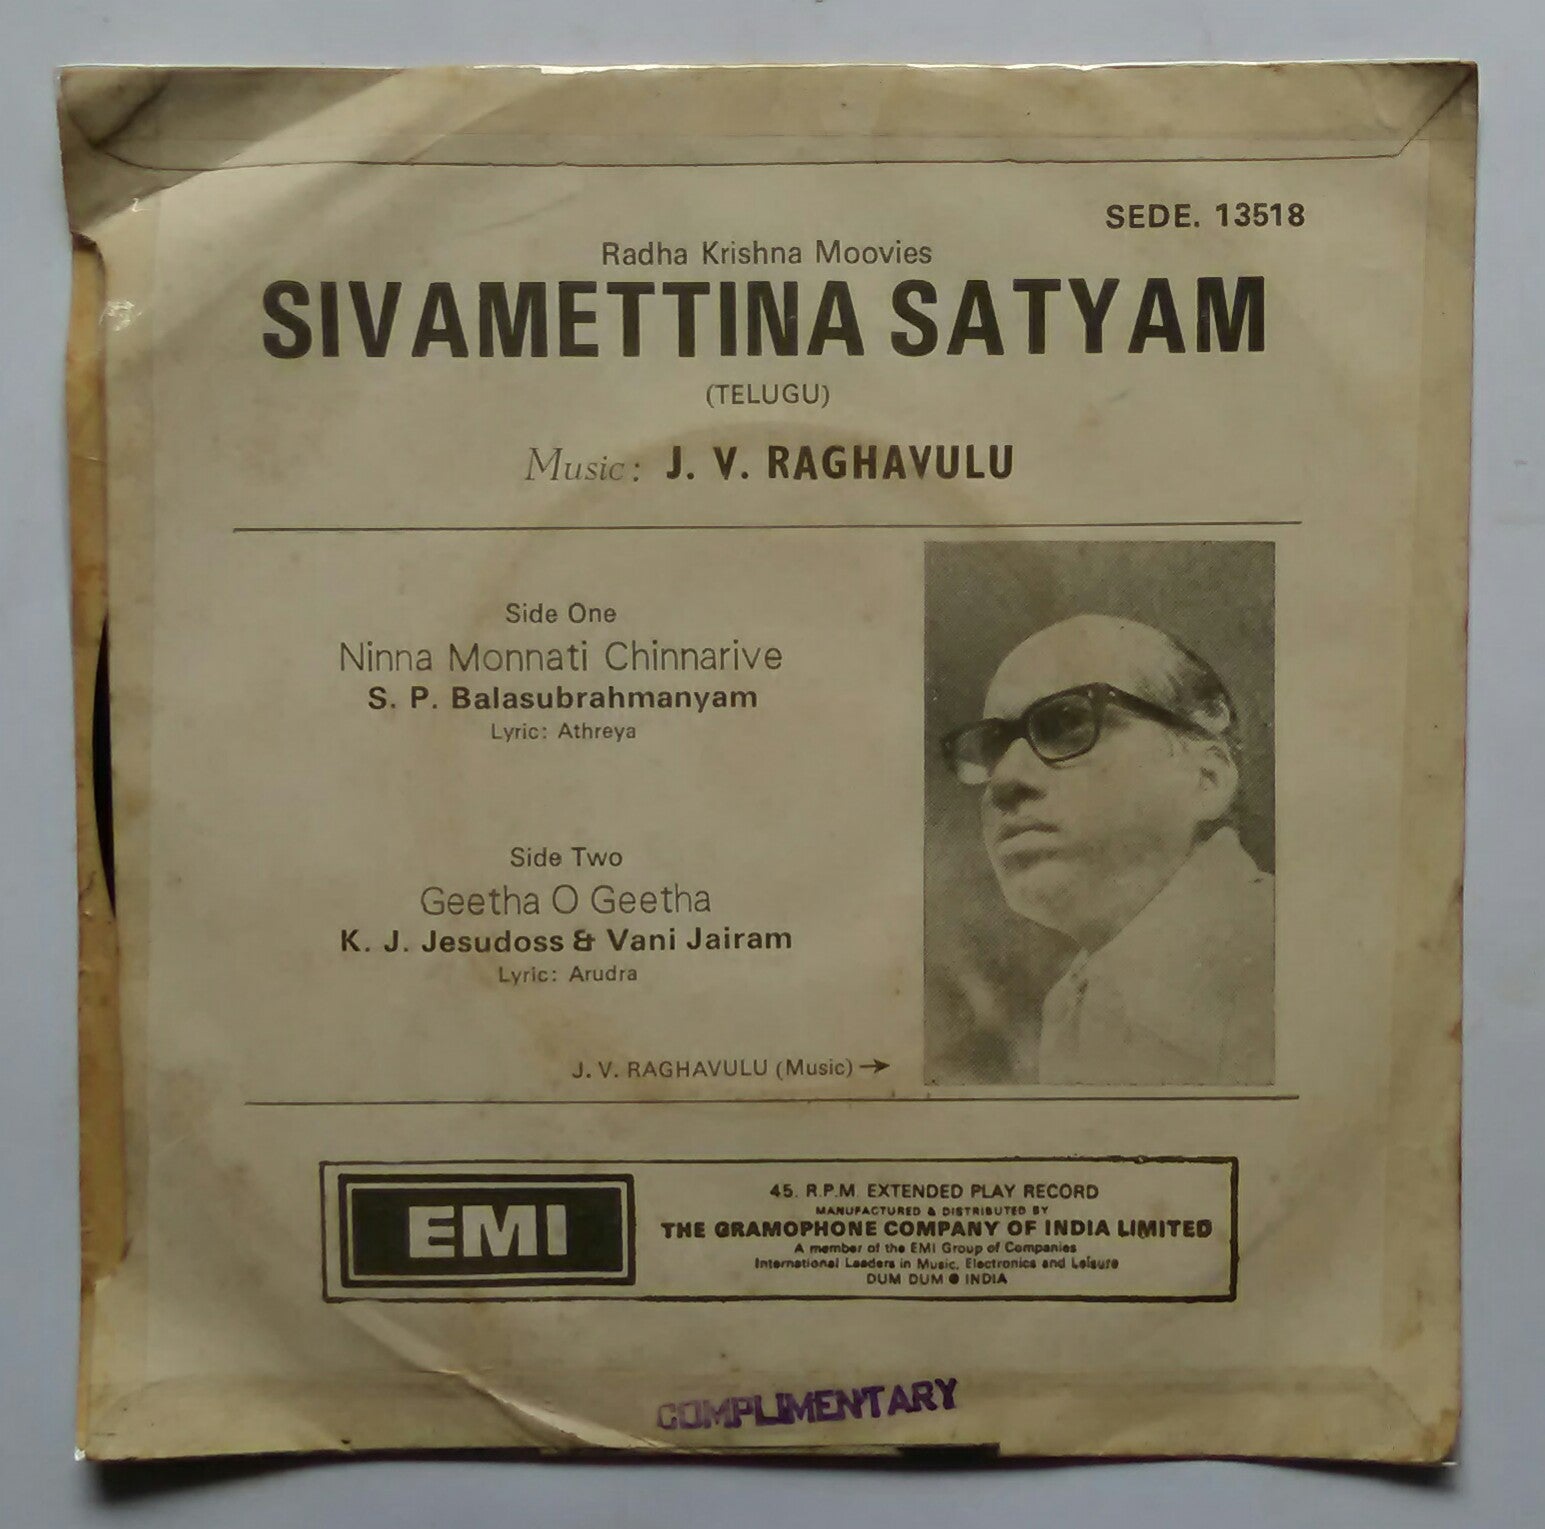 SEDE. 13518
Radha Krishna Moovies
SIVAMETTINA SATYAM
(TELUGU)
Music: J. V. RAGHAVULU
Side One
Ninna Monnati Chinnarive
S. P. Balasubrahmanyam
Lyric: Athreya
Side Two
Geetha O Geetha
K. J. Jesudoss & Vani Jairam
Lyric: Arudra
J. V. RAGHAVULU (Music) →
EMI
45. R.P.M. EXTENDED PLAY RECORD
MANUFACTURED & DISTRIBUTED BY
THE GRAMOPHONE COMPANY OF INDIA LIMITED
A member of the EMI Group of Companies
International Leaders in Music, Electronics and Leisure
DUM DUM ● INDIA
COMPLIMENTARY